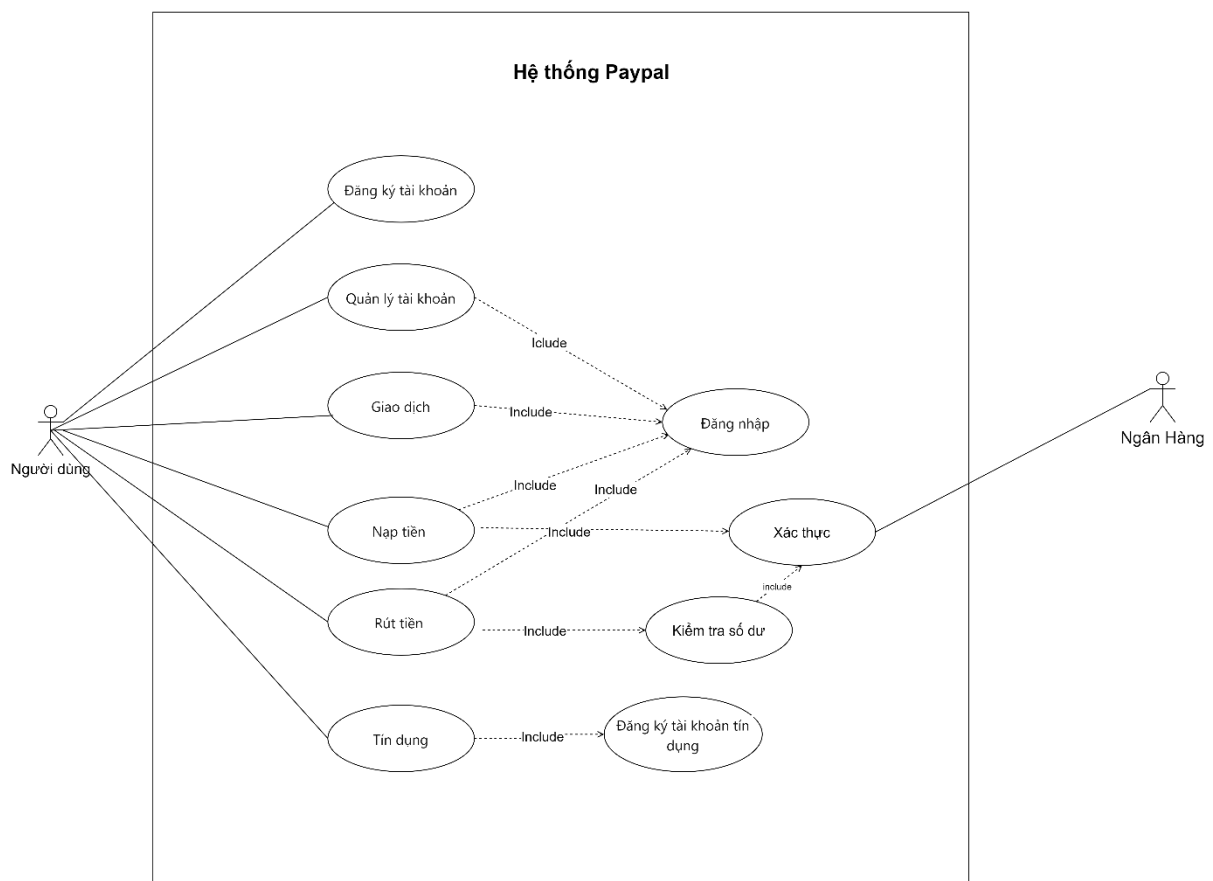 Hệ thống Paypal
Đăng ký tài khoản
Quản lý tài khoản
Iclude
Giao dịch
Include
Đăng nhập
Người dùng
Ngân Hàng
Include
Include
Nạp tiền
Include
Xác thực
include
Rút tiền
Include
Kiểm tra số dư
Tín dụng
Include
Đăng ký tài khoản tín
dụng